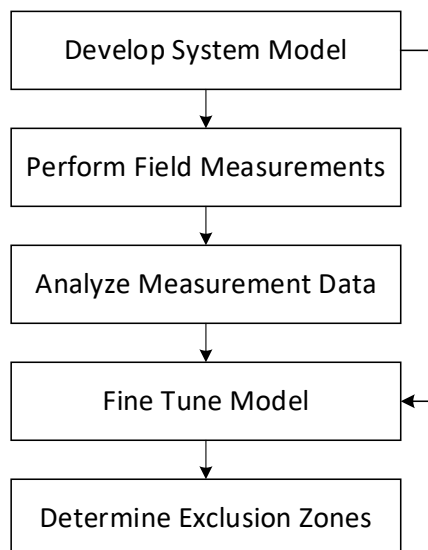 Develop System Model
Perform Field Measurements
Analyze Measurement Data
Fine Tune Model
Determine Exclusion Zones